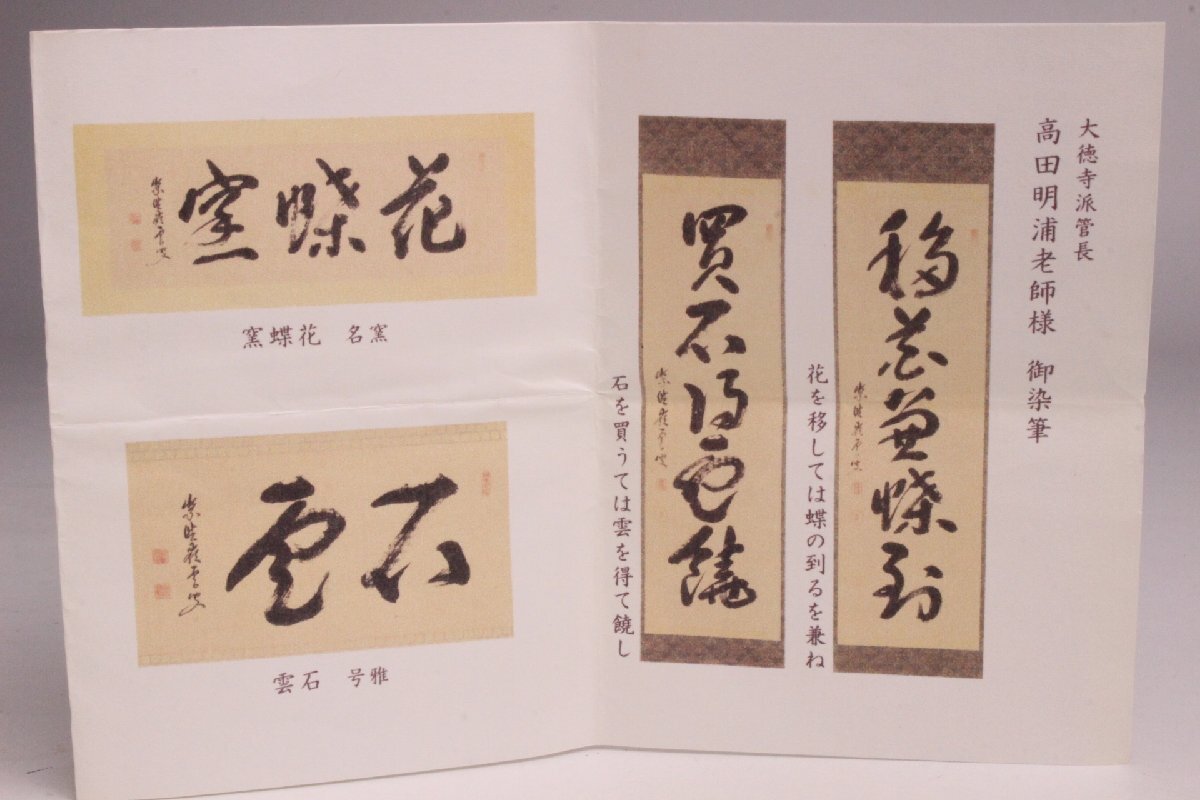 大徳寺派管長
高田明浦老師様 御染筆
移花兼蝶到
花を移しては蝶の到るを兼ね
買石得雲饒
石を買うては雲を得て饒し
花蝶窯
窯名 花蝶窯
石雲
雅号 石雲